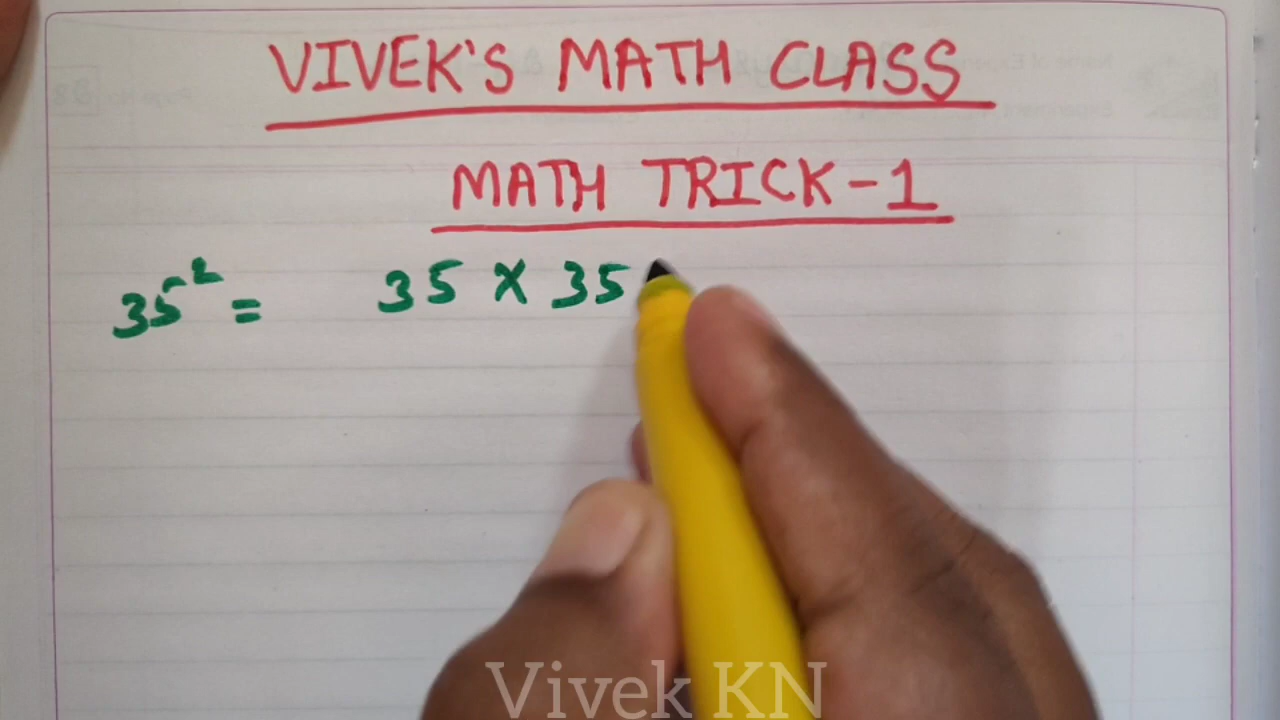 VIVEK'S MATH CLASS
MATH TRICK-1
35² = 35 X 35
Vivek KN